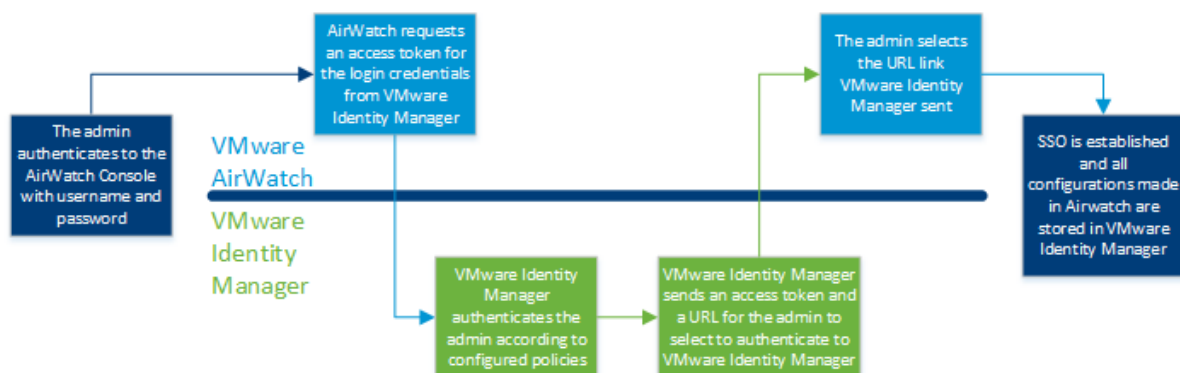 The admin
authenticates to the
AirWatch Console
with username and
password
AirWatch requests
an access token for
the login credentials
from VMware
Identity Manager
VMware
AirWatch
VMware
Identity
Manager
VMware Identity
Manager
authenticates the
admin according to
configured policies
VMware Identity Manager
sends an access token and
a URL for the admin to
select to authenticate to
VMware Identity Manager
The admin selects
the URL link
VMware Identity
Manager sent
SSO is established
and all
configurations made
in Airwatch are
stored in VMware
Identity Manager